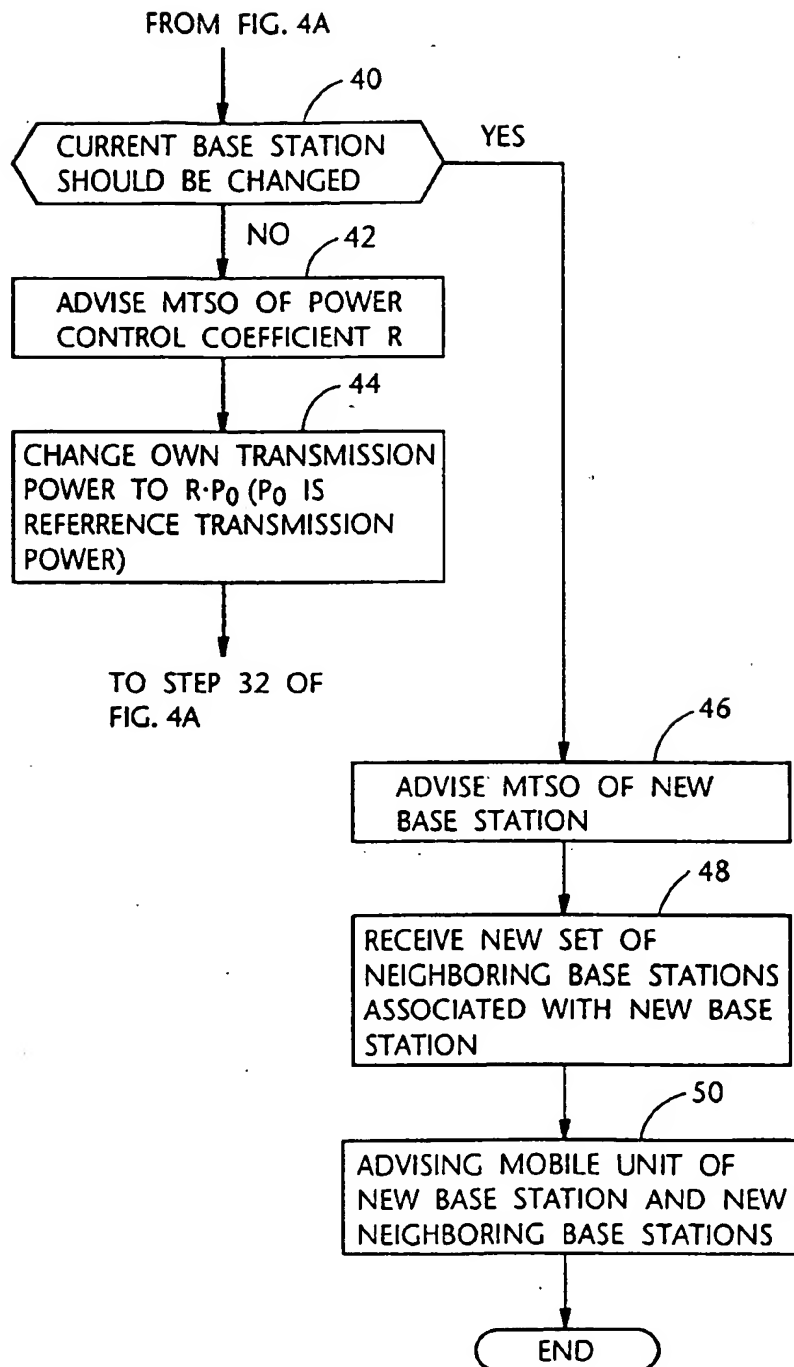 FROM FIG. 4A
40
CURRENT BASE STATION
SHOULD BE CHANGED
YES
NO
42
ADVISE MTSO OF POWER
CONTROL COEFFICIENT R
44
CHANGE OWN TRANSMISSION
POWER TO R·P0 (P0 IS
REFERRENCE TRANSMISSION
POWER)
TO STEP 32 OF
FIG. 4A
46
ADVISE MTSO OF NEW
BASE STATION
48
RECEIVE NEW SET OF
NEIGHBORING BASE STATIONS
ASSOCIATED WITH NEW BASE
STATION
50
ADVISING MOBILE UNIT OF
NEW BASE STATION AND NEW
NEIGHBORING BASE STATIONS
END